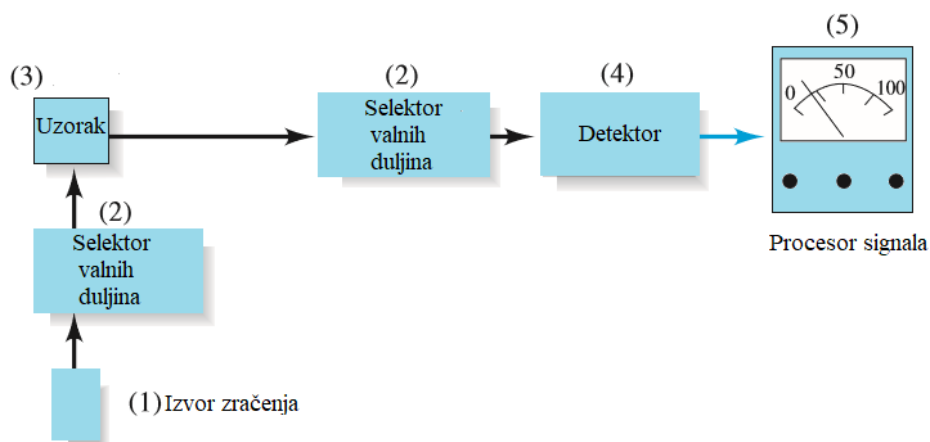 (5)
0
50
100
Procesor signala
(3)
Uzorak
(2)
Selektor
valnih
duljina
(4)
Detektor
(2)
Selektor
valnih
duljina
(1) Izvor zračenja